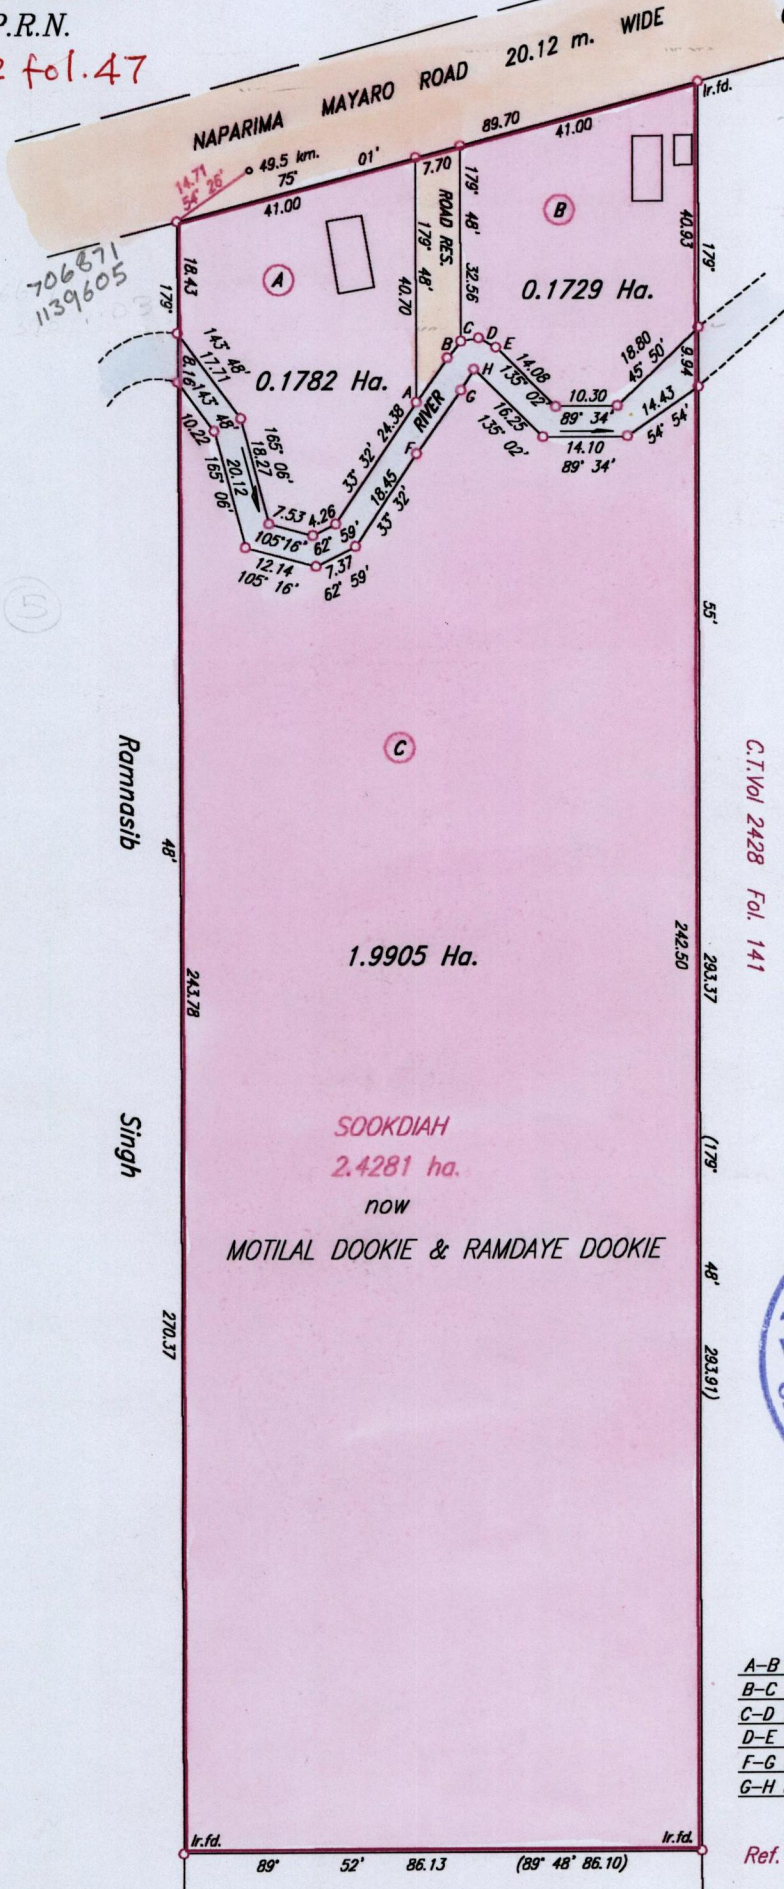 P.R.N.
fol. 47
NAPARIMA MAYARO ROAD 20.12 m. WIDE
Ir.fd.
89.70
41.00
7.70
49.5 km.
75° 01'
41.00
14.71
54° 26'
706871
1139605
ROAD RES.
179° 48'
40.70
179° 48'
32.56
B
40.93
179°
0.1729 Ha.
18.43
179°
A
0.1782 Ha.
143° 48'
17.71
8.16
143° 48'
10.22
165° 06'
18.27
165° 06'
20.12
7.53
105° 16'
4.26
62° 59'
12.14
105° 16'
7.37
62° 59'
33° 32'
24.38
RIVER
18.45
33° 32'
A
B
C
D
E
F
G
H
14.08
135° 02'
16.25
135° 02'
10.30
89° 34'
14.10
89° 34'
18.80
45° 50'
9.94
14.43
54° 54'
5
55'
C
Ramnasib
Singh
48'
243.78
270.37
1.9905 Ha.
242.50
293.37
C.T.Vol 2428 Fol. 141
SOOKDIAH
2.4281 ha.
now
MOTILAL DOOKIE & RAMDAYE DOOKIE
(179° 48' 293.91)
A–B
B–C
C–D
D–E
F–G
G–H
Ir.fd.
Ir.fd.
89° 52' 86.13 (89° 48' 86.10)
Ref.